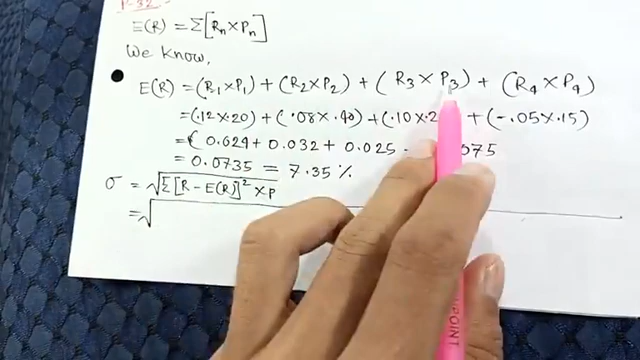 P-32
E(R) = Σ[Rn×Pn]
We know,
E(R) = (R1×P1) + (R2×P2) + (R3×P3) + (R4×P4)
= (.12×.20) + (.08×.40) + (.10×.2 + (-.05×.15)
= ( 0.024 + 0.032 + 0.025 - 075
= 0.0735 = 7.35 %
σ = √Σ[R-E(R)]²×P
= √
POINT